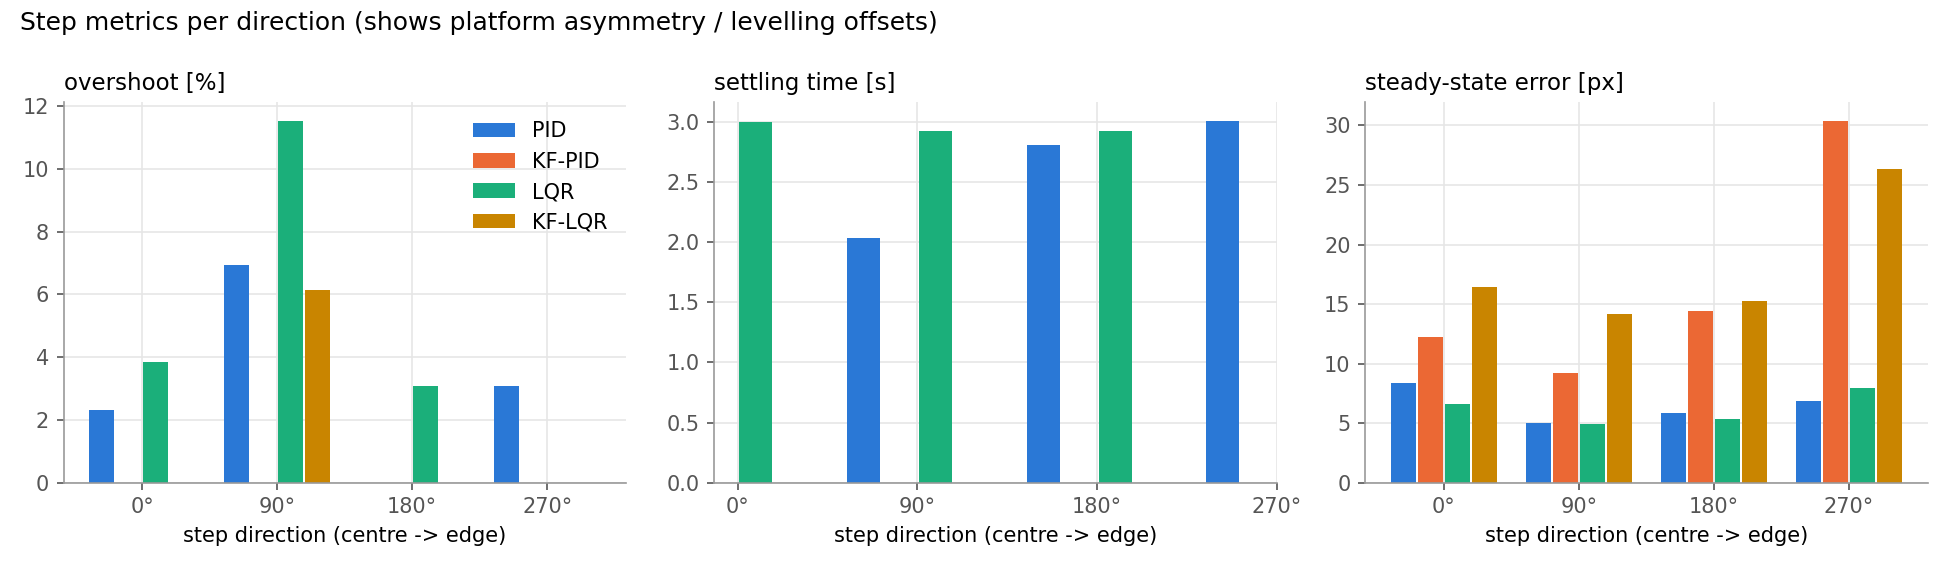 Step metrics per direction (shows platform asymmetry / levelling offsets)
overshoot [%]
12
10
8
6
4
2
0
PID
KF-PID
LQR
KF-LQR
0° 90° 180° 270°
step direction (centre -> edge)
settling time [s]
3.0
2.5
2.0
1.5
1.0
0.5
0.0
0° 90° 180° 270°
step direction (centre -> edge)
steady-state error [px]
30
25
20
15
10
5
0
0° 90° 180° 270°
step direction (centre -> edge)